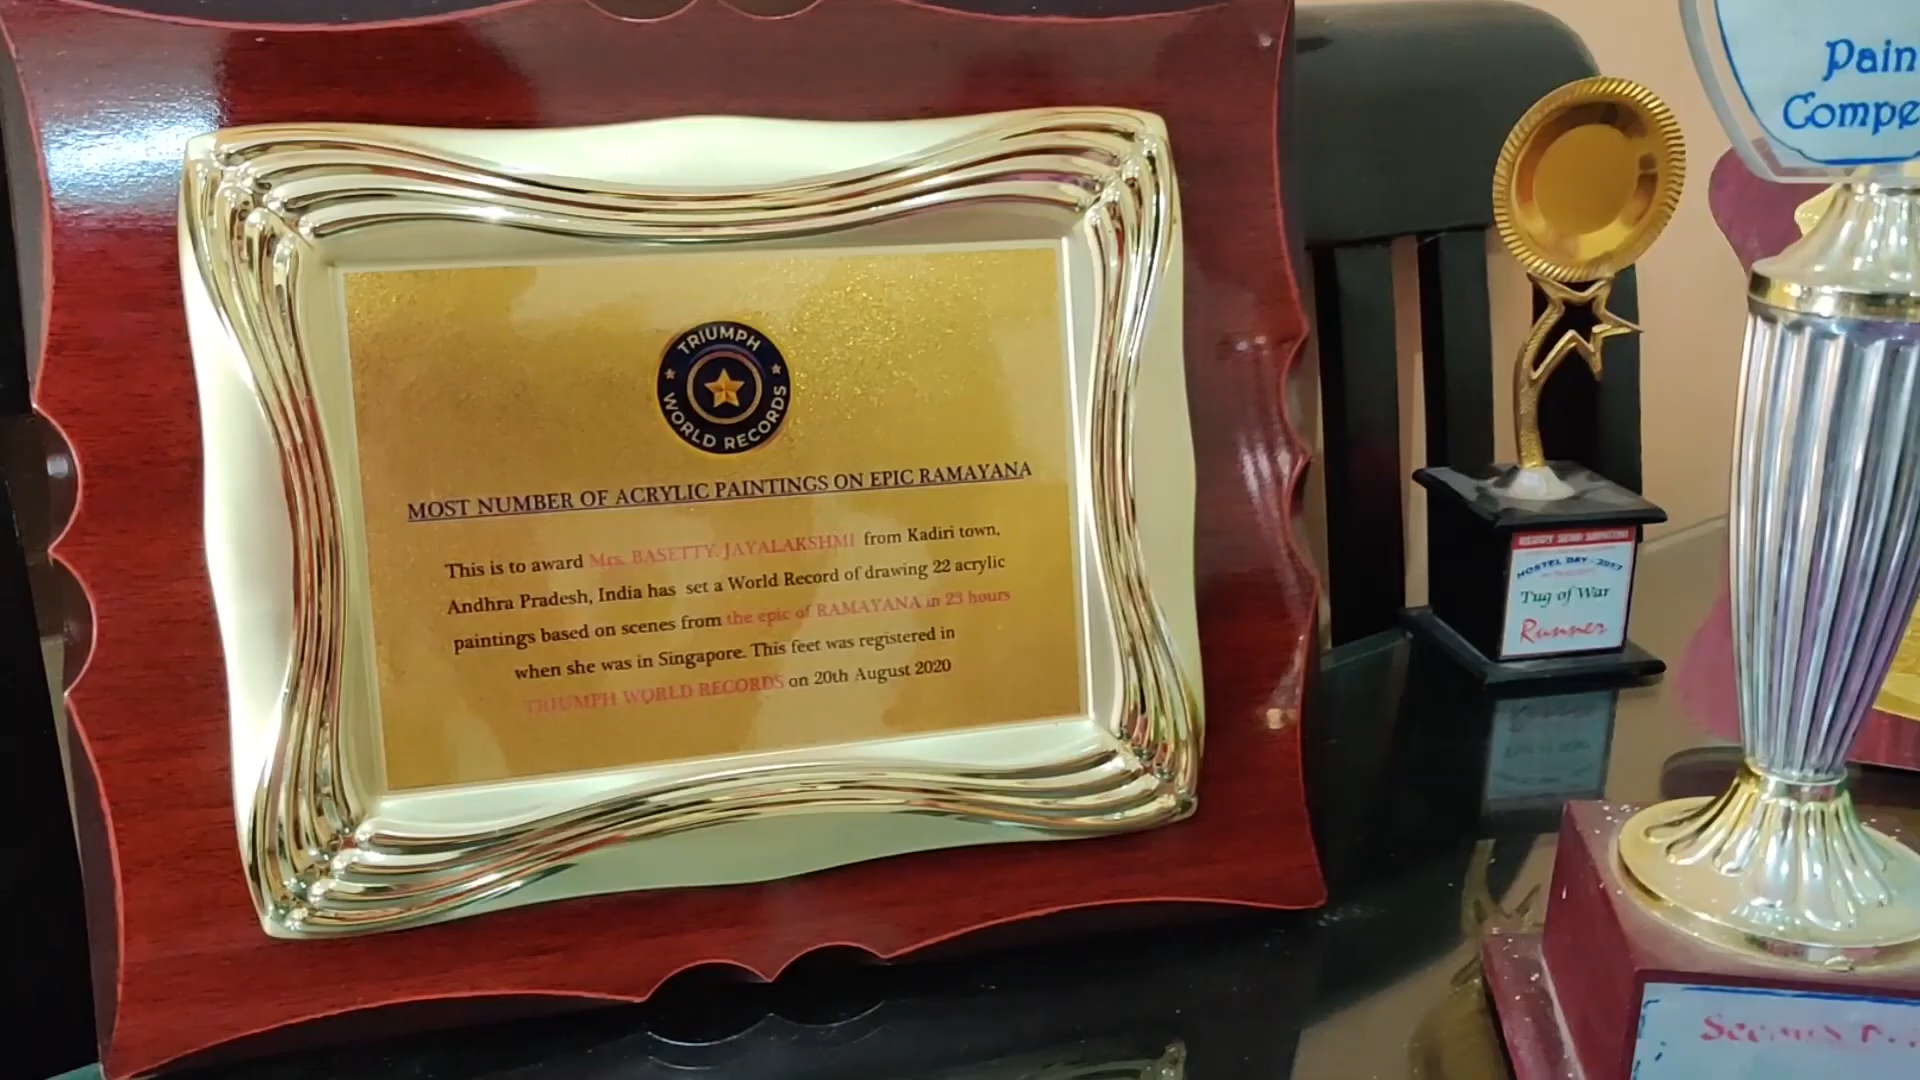 TRIUMPH
WORLD RECORDS
MOST NUMBER OF ACRYLIC PAINTINGS ON EPIC RAMAYANA
This is to award Mrs. BASETTY. JAYALAKSHMI from Kadiri town,
Andhra Pradesh, India has set a World Record of drawing 22 acrylic
paintings based on scenes from the epic of RAMAYANA in 23 hours
when she was in Singapore. This feet was registered in
TRIUMPH WORLD RECORDS on 20th August 2020
HOSTEL DAY - 2017
Tug of War
Runner
Pain
Compe